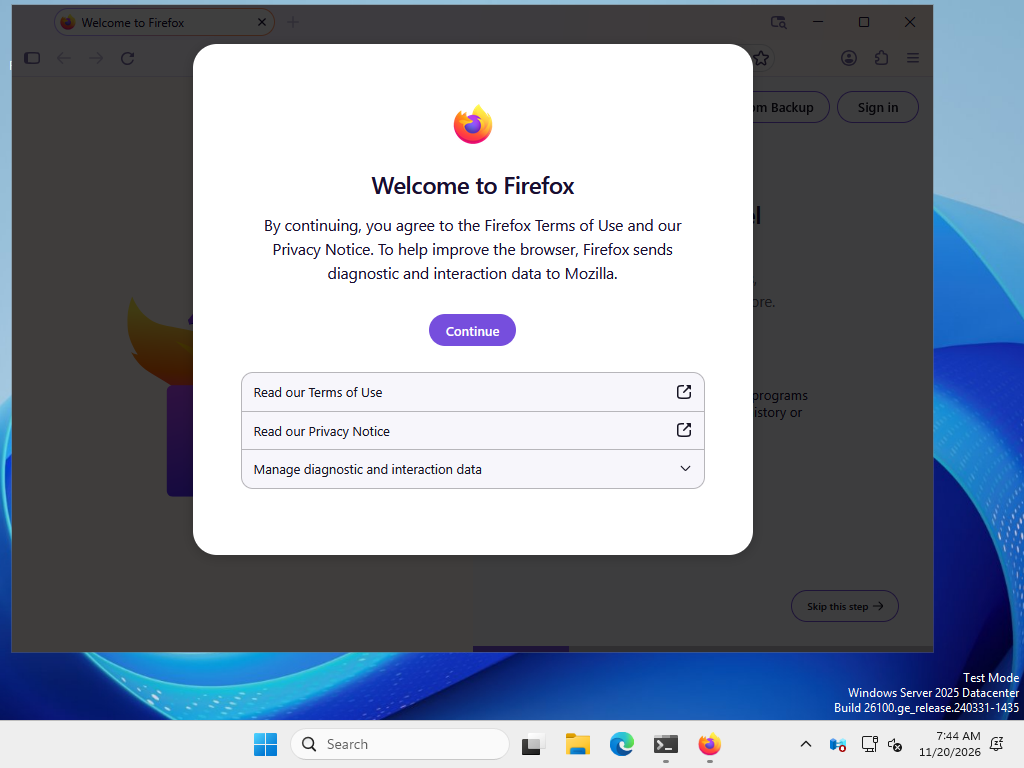 Welcome to Firefox
om Backup
Sign in
Welcome to Firefox
By continuing, you agree to the Firefox Terms of Use and our
Privacy Notice. To help improve the browser, Firefox sends
diagnostic and interaction data to Mozilla.
Continue
Read our Terms of Use
Read our Privacy Notice
Manage diagnostic and interaction data
programs
Skip this step
Test Mode
Windows Server 2025 Datacenter
Build 26100.ge_release.240331-1435
Search
7:44 AM
11/20/2026